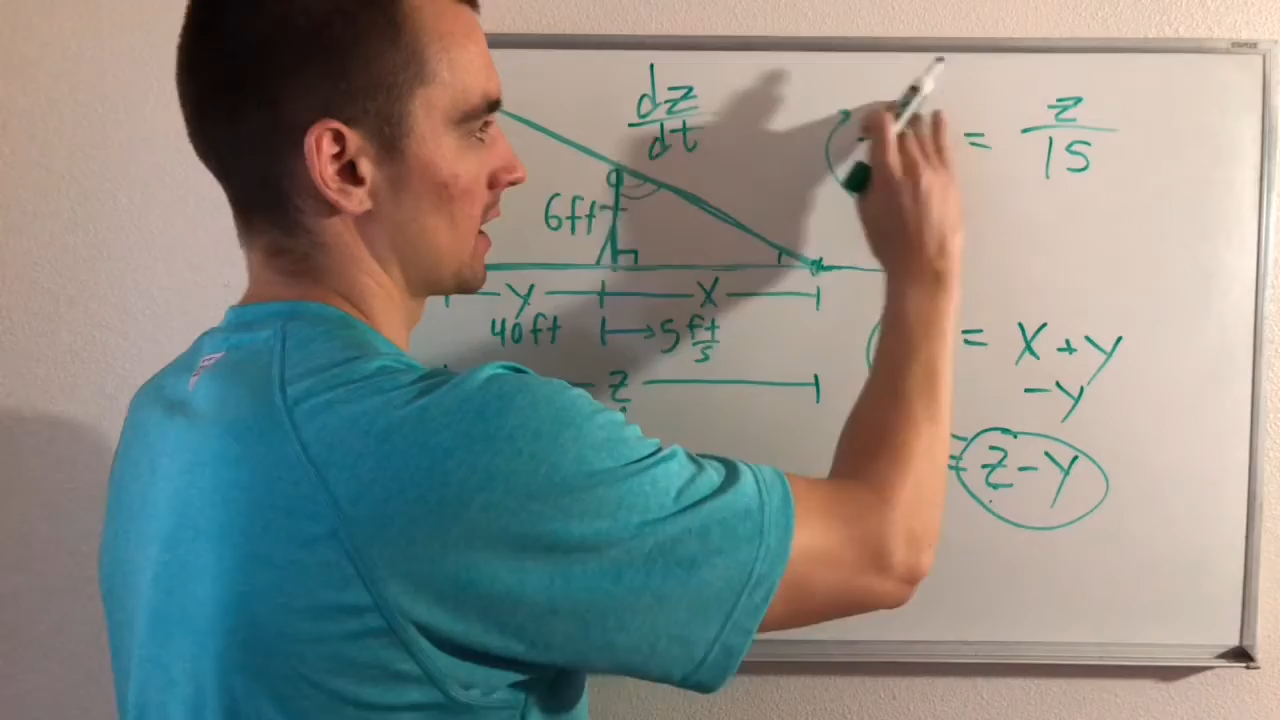 dz
dt
= z
15
6ft
y
x
40ft
5 ft
s
z
= x + y
- y
= z - y